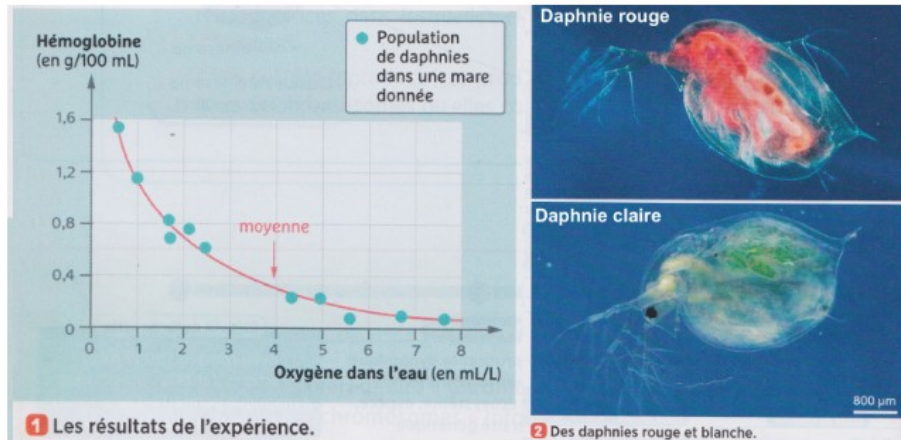 Hémoglobine
(en g/100 mL)
Population
de daphnies
dans une mare
donnée
1,6
1,2
0,8
0,4
0
moyenne
0 1 2 3 4 5 6 7 8
Oxygène dans l'eau (en mL/L)
1 Les résultats de l'expérience.
Daphnie rouge
Daphnie claire
800 µm
2 Des daphnies rouge et blanche.